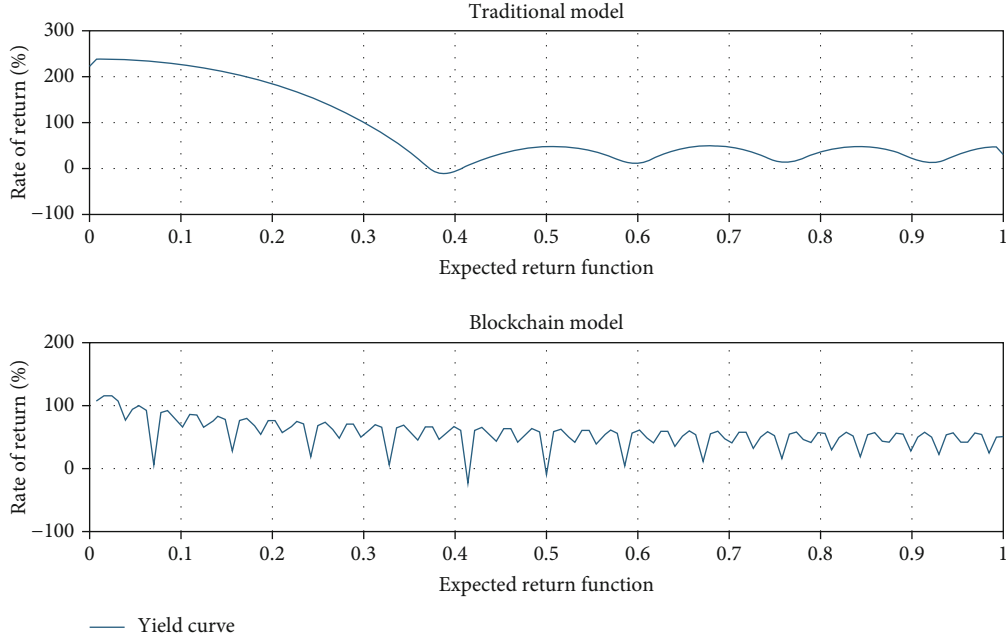 Traditional model
300
200
100
0
−100
Rate of return (%)
0 0.1 0.2 0.3 0.4 0.5 0.6 0.7 0.8 0.9 1
Expected return function
Blockchain model
200
100
0
−100
Rate of return (%)
0 0.1 0.2 0.3 0.4 0.5 0.6 0.7 0.8 0.9 1
Expected return function
Yield curve